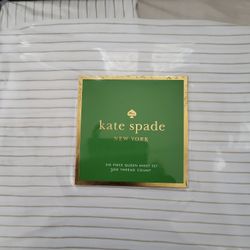 kate spade
NEW YORK
SIX PIECE QUEEN SHEET SET
300 THREAD COUNT